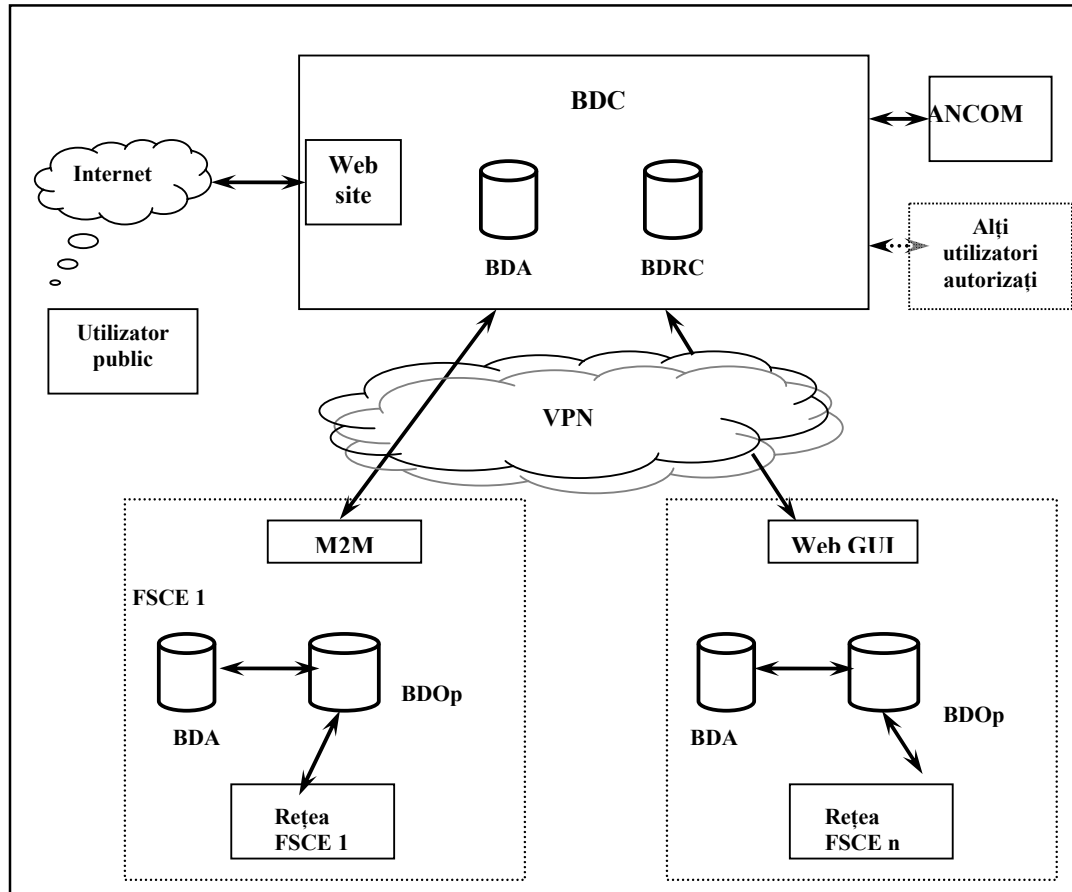 BDC
ANCOM
Internet
Web
site
Alți
utilizatori
autorizați
BDA
BDRC
Utilizator
public
VPN
M2M
Web GUI
FSCE 1
BDOp
BDA
BDOp
BDA
Rețea
FSCE 1
Rețea
FSCE n